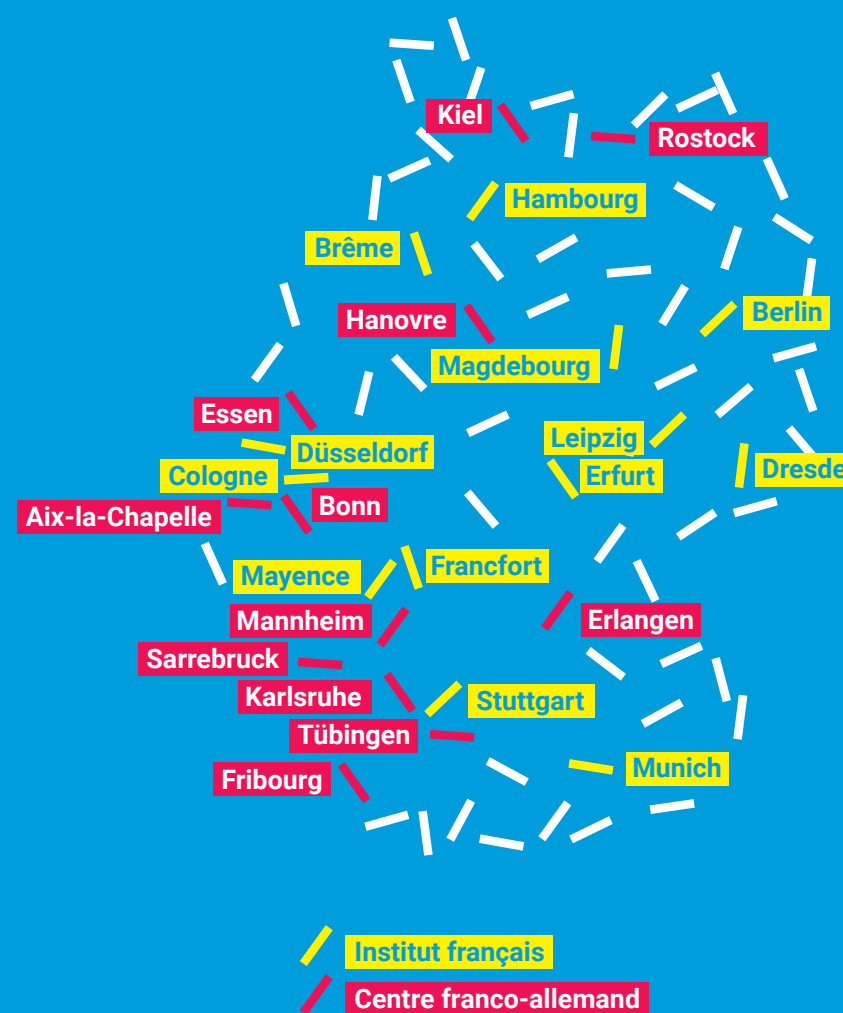 Kiel
Rostock
Hambourg
Brême
Berlin
Hanovre
Magdebourg
Essen
Düsseldorf
Leipzig
Cologne
Erfurt
Dresde
Bonn
Aix-la-Chapelle
Francfort
Mayence
Mannheim
Erlangen
Sarrebruck
Karlsruhe
Stuttgart
Tübingen
Munich
Fribourg
Institut français
Centre franco-allemand